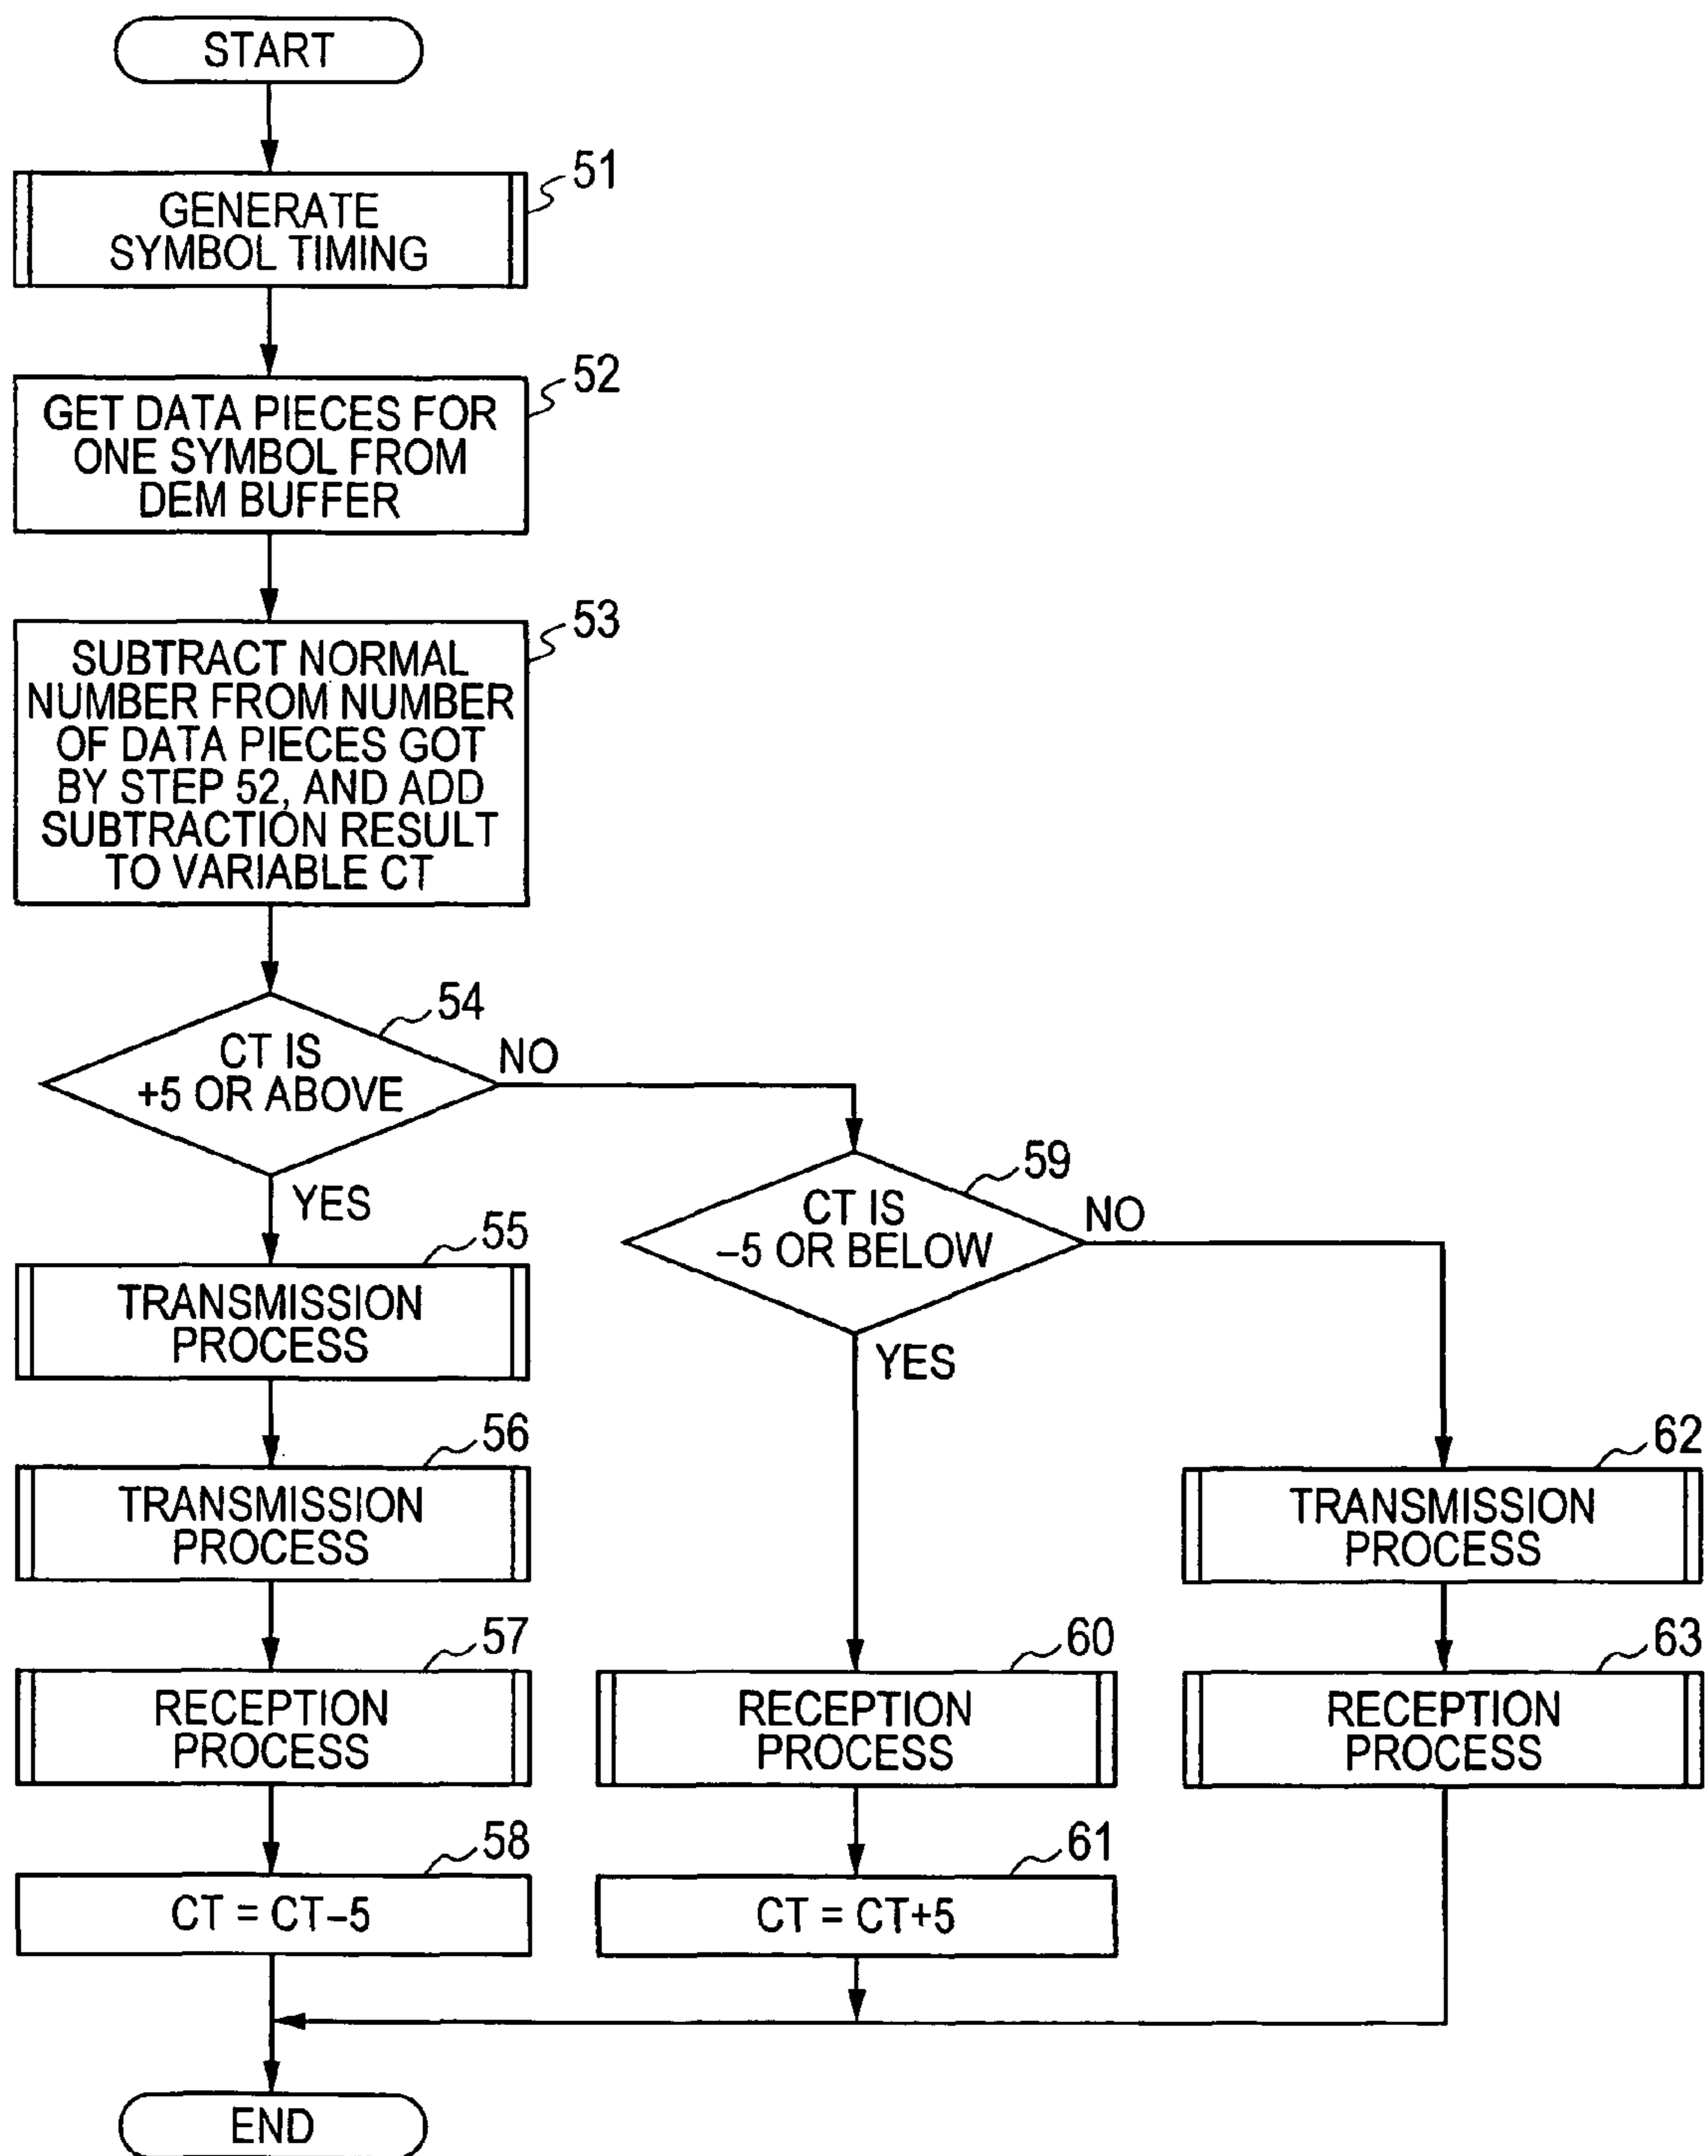 START
51
GENERATE
SYMBOL TIMING
52
GET DATA PIECES FOR
ONE SYMBOL FROM
DEM BUFFER
53
SUBTRACT NORMAL
NUMBER FROM NUMBER
OF DATA PIECES GOT
BY STEP 52, AND ADD
SUBTRACTION RESULT
TO VARIABLE CT
54
CT IS
+5 OR ABOVE
NO
YES
55
TRANSMISSION
PROCESS
56
TRANSMISSION
PROCESS
57
RECEPTION
PROCESS
58
CT = CT–5
59
CT IS
–5 OR BELOW
NO
YES
60
RECEPTION
PROCESS
61
CT = CT+5
62
TRANSMISSION
PROCESS
63
RECEPTION
PROCESS
END